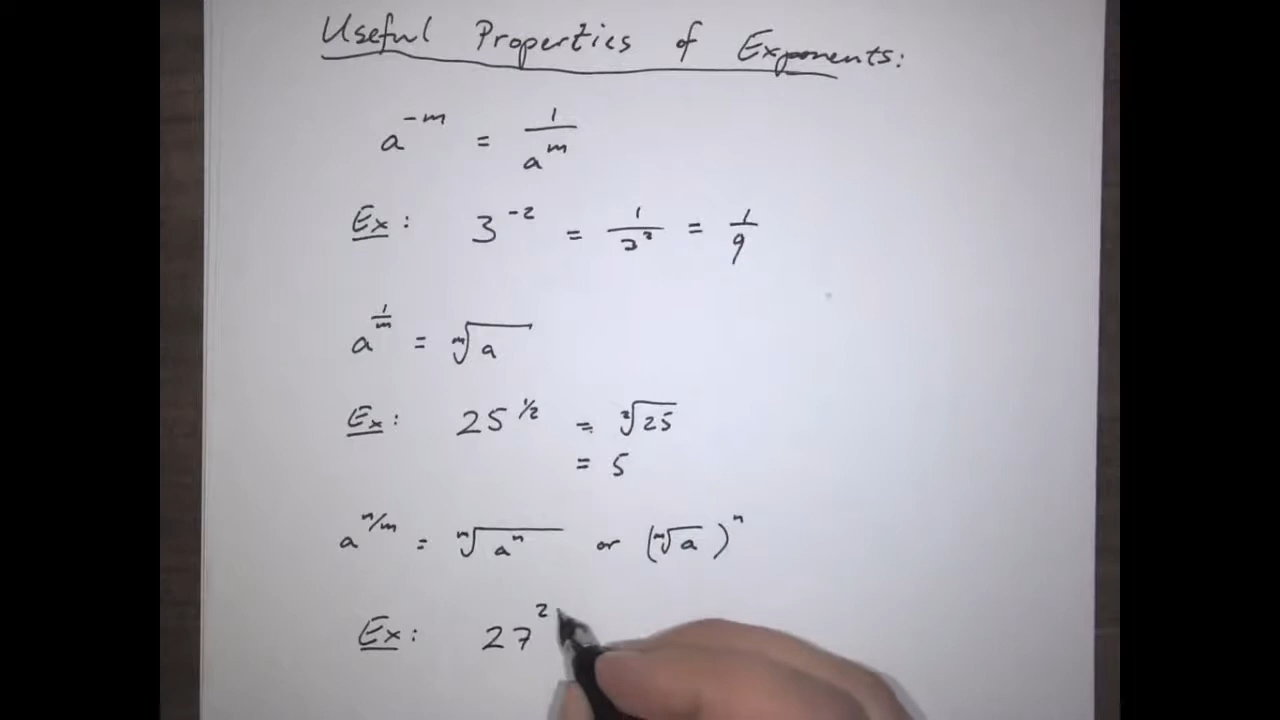 Useful Properties of Exponents:
a^{-m} = 1/a^m
Ex: 3^{-2} = 1/3^2 = 1/9
a^{1/m} = ᵐ√a
Ex: 25^{1/2} = ²√25
= 5
a^{n/m} = ᵐ√(a^n) or (ᵐ√a)^n
Ex: 27^2